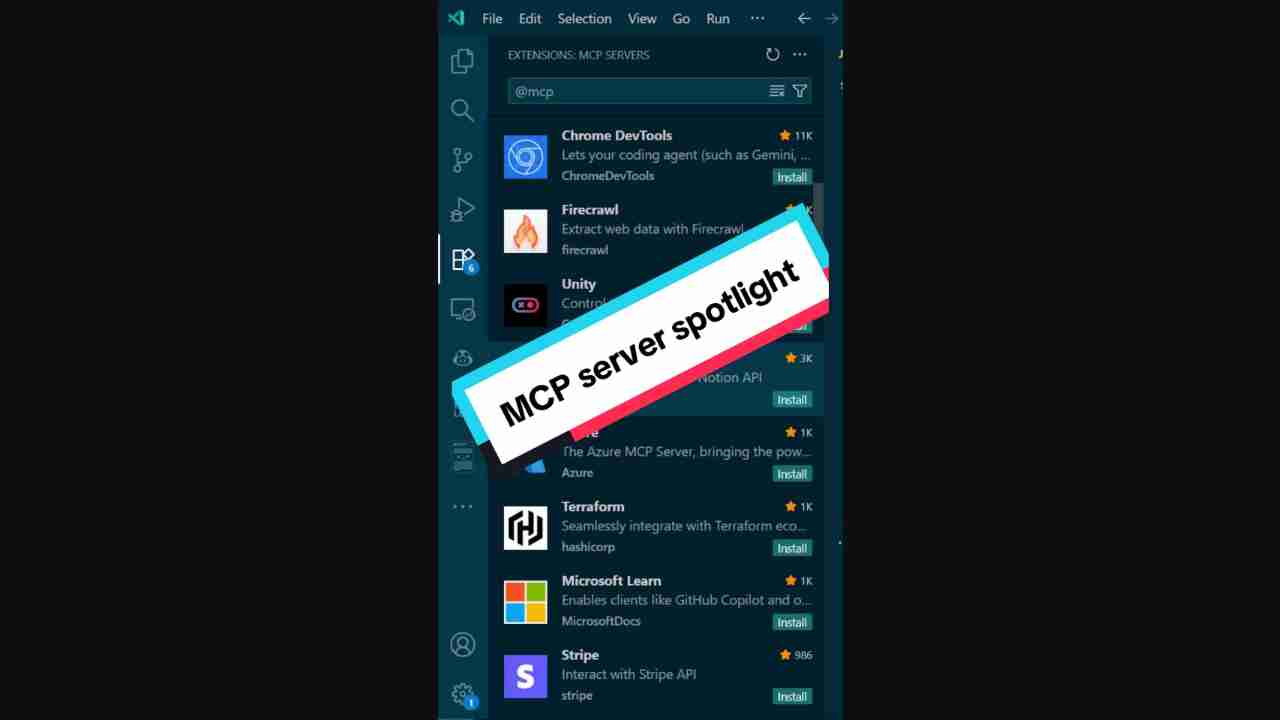 File Edit Selection View Go Run ...
EXTENSIONS: MCP SERVERS
@mcp
Chrome DevTools 11K
Lets your coding agent (such as Gemini, ...
ChromeDevTools Install
Firecrawl
Extract web data with Firecrawl
firecrawl
Unity
MCP server spotlight
3K
Notion API
Install
1K
The Azure MCP Server, bringing the pow...
Azure Install
Terraform 1K
Seamlessly integrate with Terraform eco...
hashicorp Install
Microsoft Learn 1K
Enables clients like GitHub Copilot and o...
MicrosoftDocs Install
Stripe 986
Interact with Stripe API
stripe Install
6
1